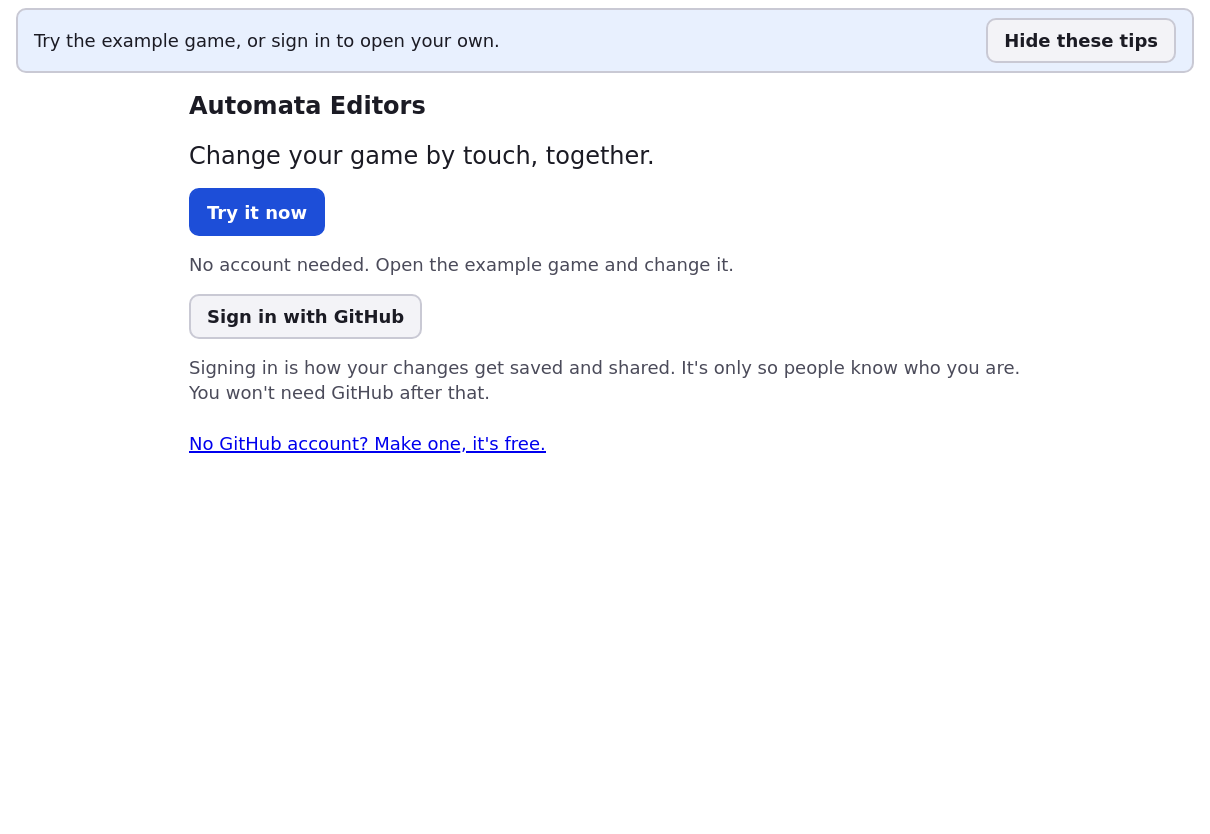 Try the example game, or sign in to open your own.
Hide these tips
Automata Editors
Change your game by touch, together.
Try it now
No account needed. Open the example game and change it.
Sign in with GitHub
Signing in is how your changes get saved and shared. It's only so people know who you are.
You won't need GitHub after that.
No GitHub account? Make one, it's free.